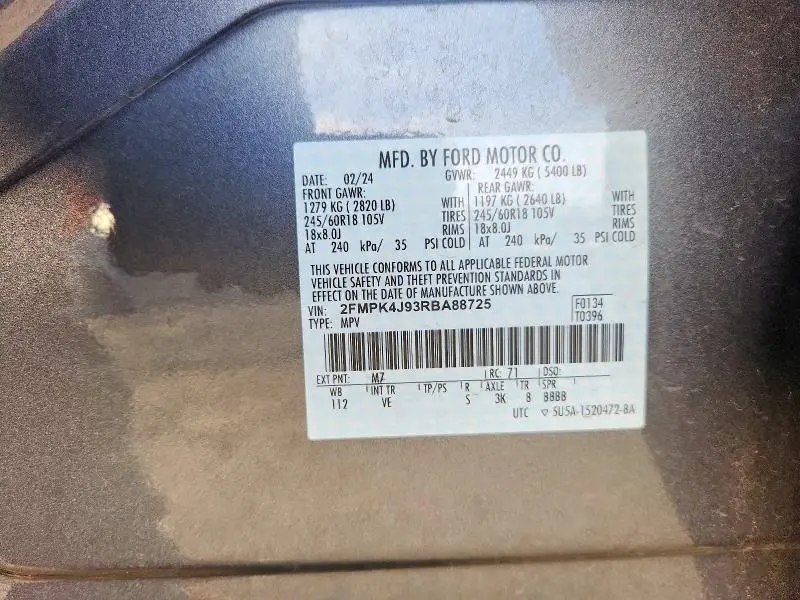 MFD. BY FORD MOTOR CO.
DATE: 02/24 GVWR: 2449 KG ( 5400 LB)
FRONT GAWR: REAR GAWR:
1279 KG ( 2820 LB) WITH 1197 KG ( 2640 LB) WITH
245/60R18 105V TIRES 245/60R18 105V TIRES
18x8.0J RIMS 18x8.0J RIMS
AT 240 kPa/ 35 PSI COLD AT 240 kPa/ 35 PSI COLD
THIS VEHICLE CONFORMS TO ALL APPLICABLE FEDERAL MOTOR
VEHICLE SAFETY AND THEFT PREVENTION STANDARDS IN
EFFECT ON THE DATE OF MANUFACTURE SHOWN ABOVE.
VIN: 2FMPK4J93RBA88725 F0134
TYPE: MPV T0396
EXT PNT: M7 RC: 71 DSO:
WB INT TR TP/PS R AXLE TR SPR
112 VE S 3K 8 BBBB
UTC ▽ 5U5A-1520472-BA